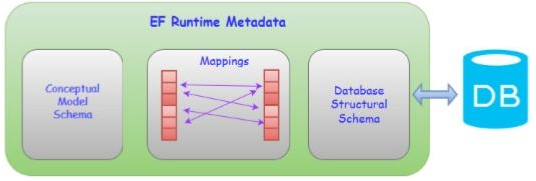 EF Runtime Metadata
Conceptual
Model
Schema
Mappings
Database
Structural
Schema
DB